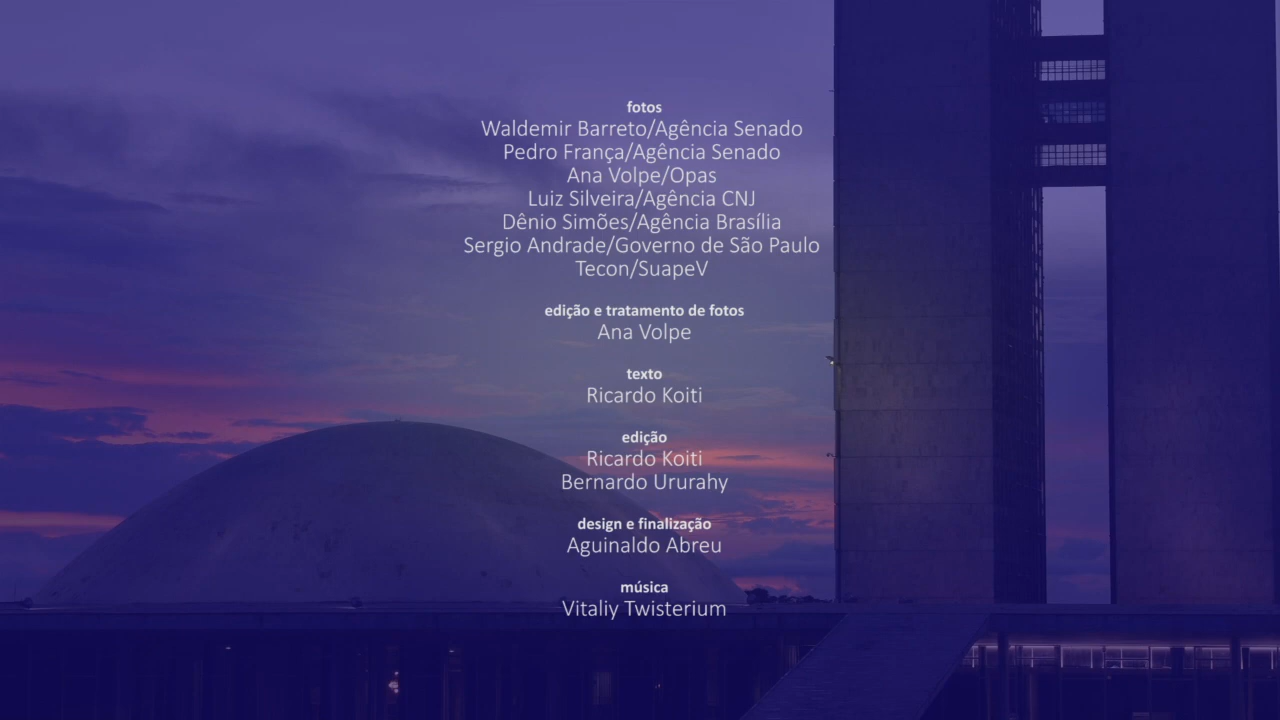 fotos
Waldemir Barreto/Agência Senado
Pedro França/Agência Senado
Ana Volpe/Opas
Luiz Silveira/Agência CNJ
Dênio Simões/Agência Brasília
Sergio Andrade/Governo de São Paulo
Tecon/SuapeV
edição e tratamento de fotos
Ana Volpe
texto
Ricardo Koiti
edição
Ricardo Koiti
Bernardo Ururahy
design e finalização
Aguinaldo Abreu
música
Vitaliy Twisterium